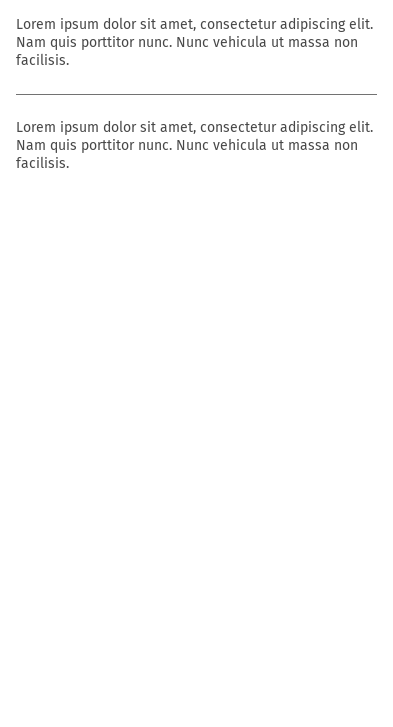 Lorem ipsum dolor sit amet, consectetur adipiscing elit.
Nam quis porttitor nunc. Nunc vehicula ut massa non
facilisis.
Lorem ipsum dolor sit amet, consectetur adipiscing elit.
Nam quis porttitor nunc. Nunc vehicula ut massa non
facilisis.